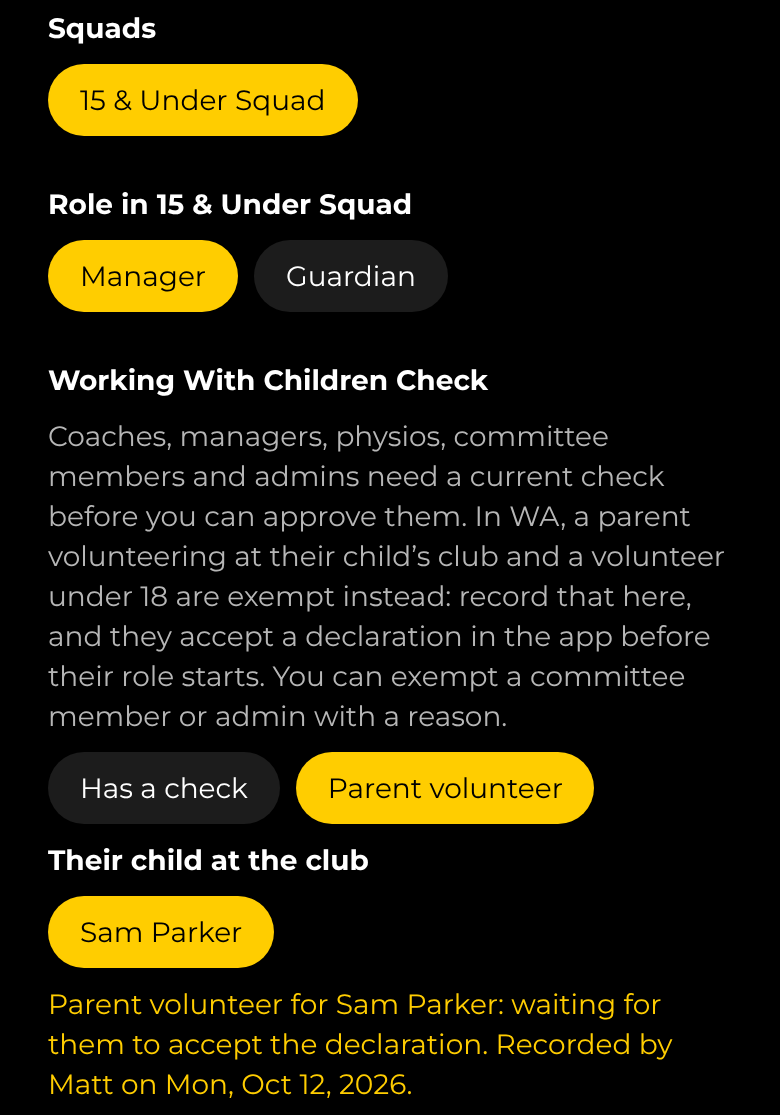 Squads
15 & Under Squad
Role in 15 & Under Squad
Manager
Guardian
Working With Children Check
Coaches, managers, physios, committee
members and admins need a current check
before you can approve them. In WA, a parent
volunteering at their child’s club and a volunteer
under 18 are exempt instead: record that here,
and they accept a declaration in the app before
their role starts. You can exempt a committee
member or admin with a reason.
Has a check
Parent volunteer
Their child at the club
Sam Parker
Parent volunteer for Sam Parker: waiting for
them to accept the declaration. Recorded by
Matt on Mon, Oct 12, 2026.